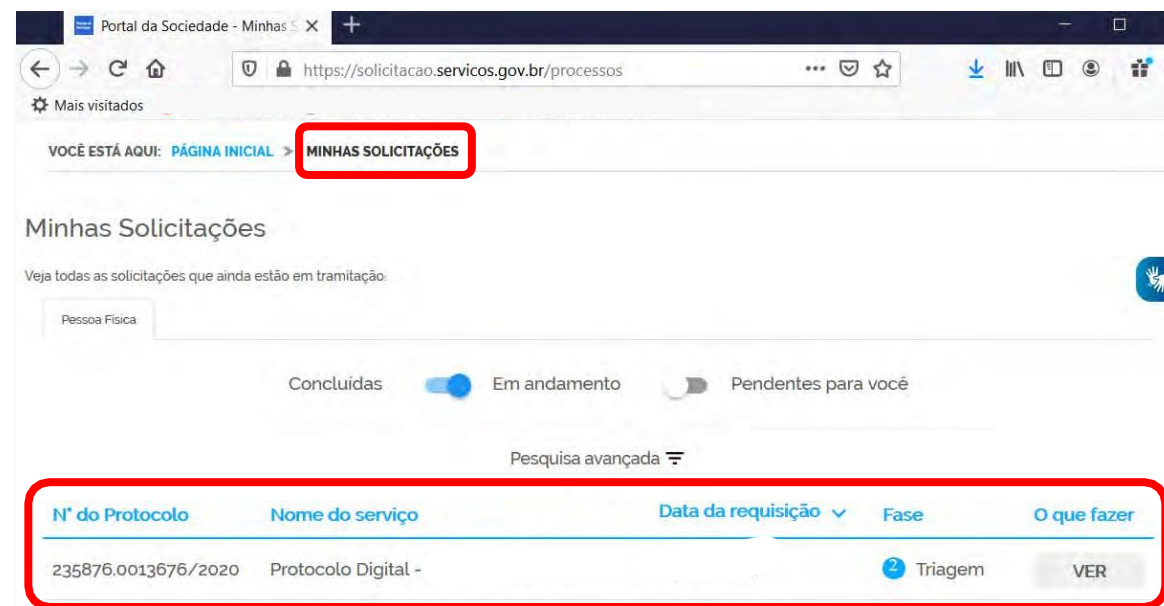 Portal da Sociedade - Minhas S
https://solicitacao.servicos.gov.br/processos
Mais visitados
VOCÊ ESTÁ AQUI: PÁGINA INICIAL > MINHAS SOLICITAÇÕES
Minhas Solicitações
Veja todas as solicitações que ainda estão em tramitação.
Pessoa Física
Concluídas Em andamento Pendentes para você
Pesquisa avançada
N° do Protocolo Nome do serviço Data da requisição Fase O que fazer
235876.0013676/2020 Protocolo Digital - 2 Triagem VER